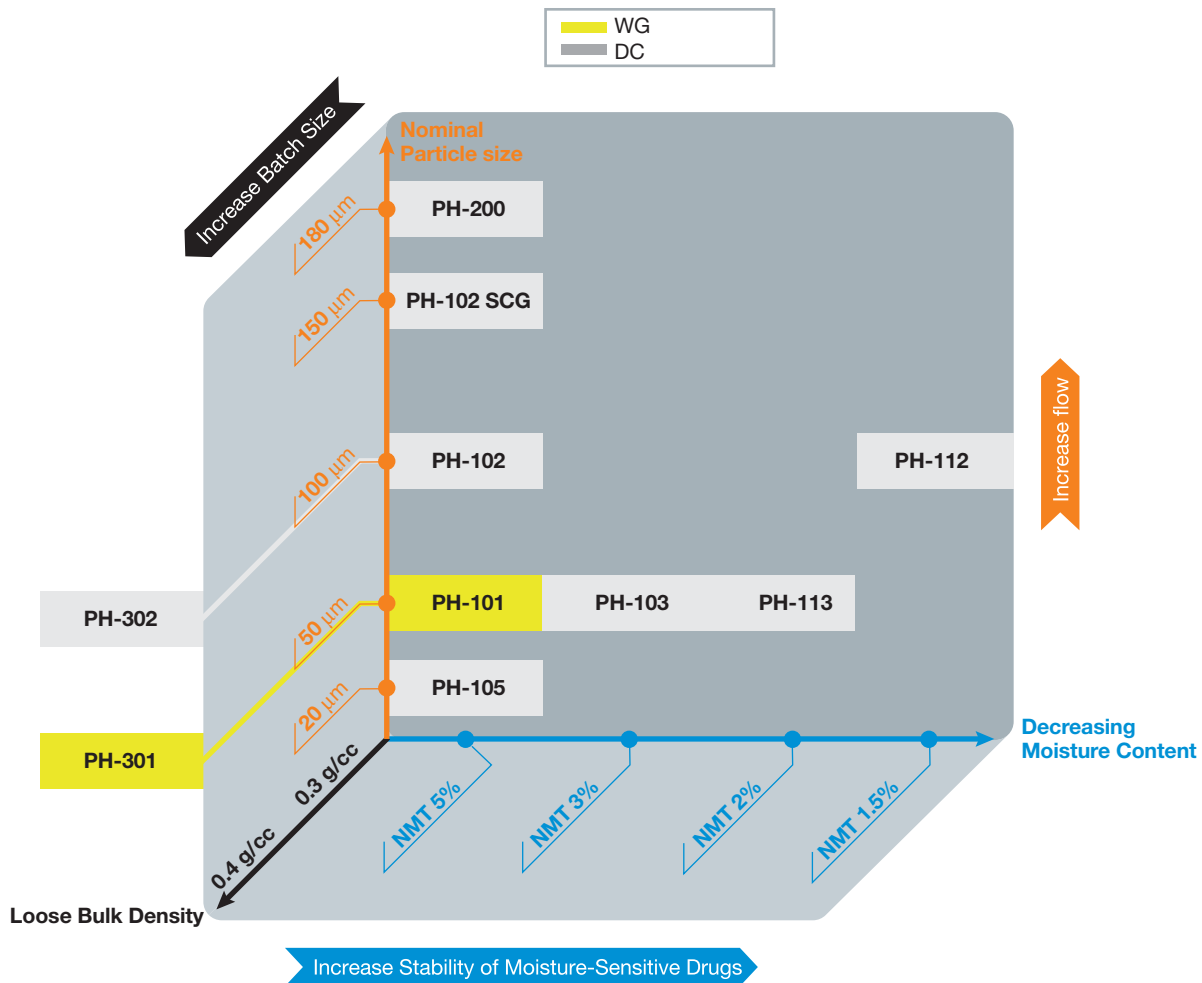 WG
DC
Increase Batch Size
Nominal
Particle size
180 μm
PH-200
150 μm
PH-102 SCG
100 μm
PH-102
PH-112
Increase flow
PH-302
50 μm
PH-101
PH-103
PH-113
20 μm
PH-105
PH-301
0.3 g/cc
Decreasing
Moisture Content
NMT 5%
NMT 3%
NMT 2%
NMT 1.5%
0.4 g/cc
Loose Bulk Density
Increase Stability of Moisture-Sensitive Drugs